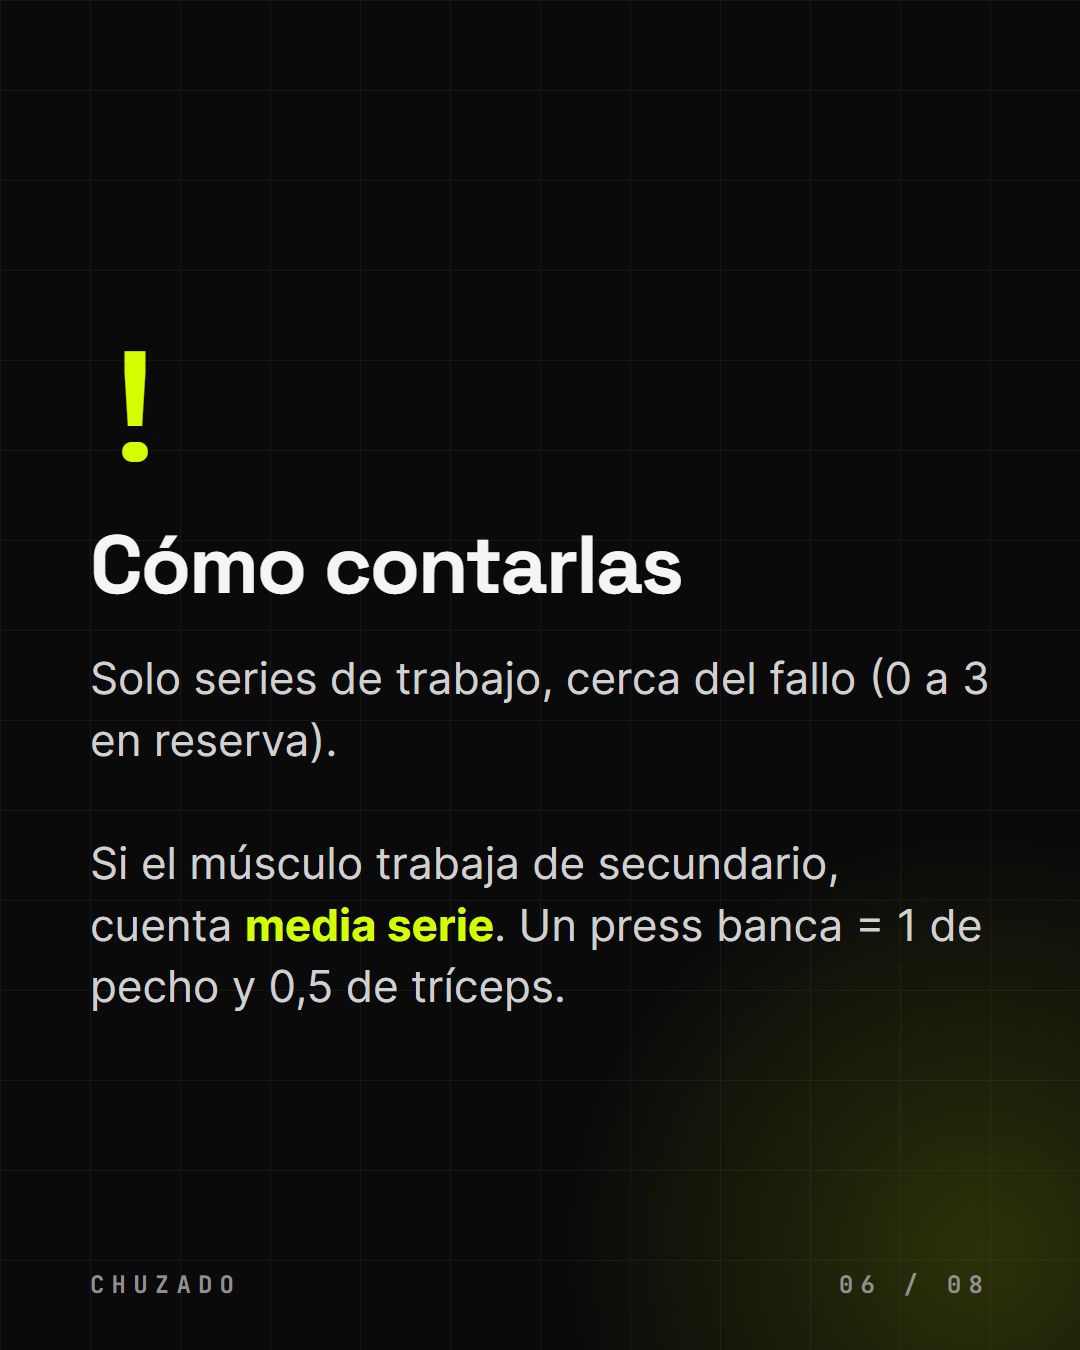 !
Cómo contarlas
Solo series de trabajo, cerca del fallo (0 a 3
en reserva).
Si el músculo trabaja de secundario,
cuenta media serie. Un press banca = 1 de
pecho y 0,5 de tríceps.
CHUZADO
06 / 08